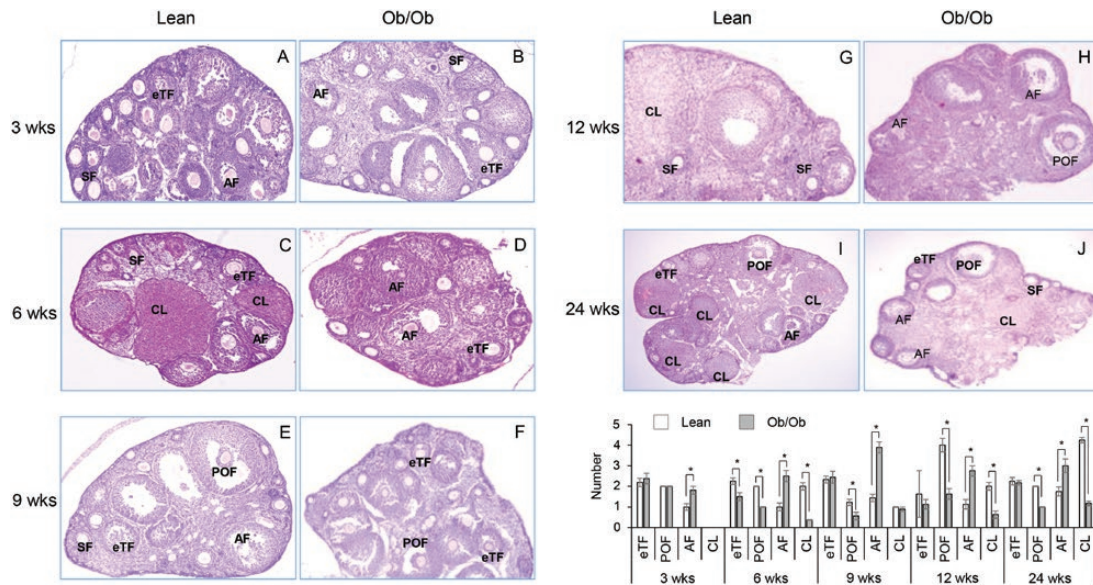 Lean Ob/Ob Lean Ob/Ob
3 wks
A
eTF
SF
AF
B
SF
AF
eTF
6 wks
C
SF
eTF
CL
CL
AF
D
AF
AF
eTF
9 wks
E
POF
SF
eTF
AF
F
eTF
POF
eTF
12 wks
G
CL
SF
SF
H
AF
AF
POF
24 wks
I
eTF
POF
CL
CL
CL
AF
CL
CL
J
eTF
POF
SF
AF
CL
AF
Lean Ob/Ob
Number
5
4
3
2
1
0
* * * * * * * * * * * * * *
eTF POF AF CL eTF POF AF CL eTF POF AF CL eTF POF AF CL eTF POF AF CL
3 wks 6 wks 9 wks 12 wks 24 wks